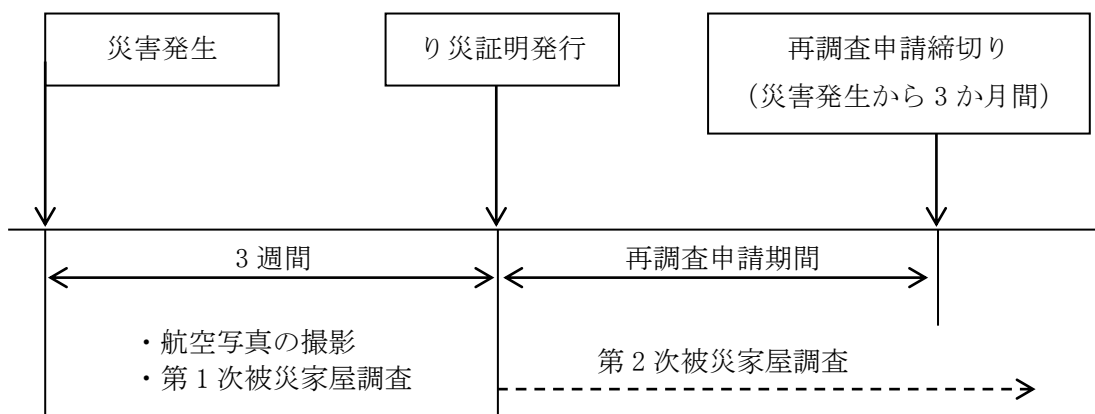 災害発生
り災証明発行
再調査申請締切り
（災害発生から3か月間）
3週間
再調査申請期間
・航空写真の撮影
・第1次被災家屋調査
第2次被災家屋調査